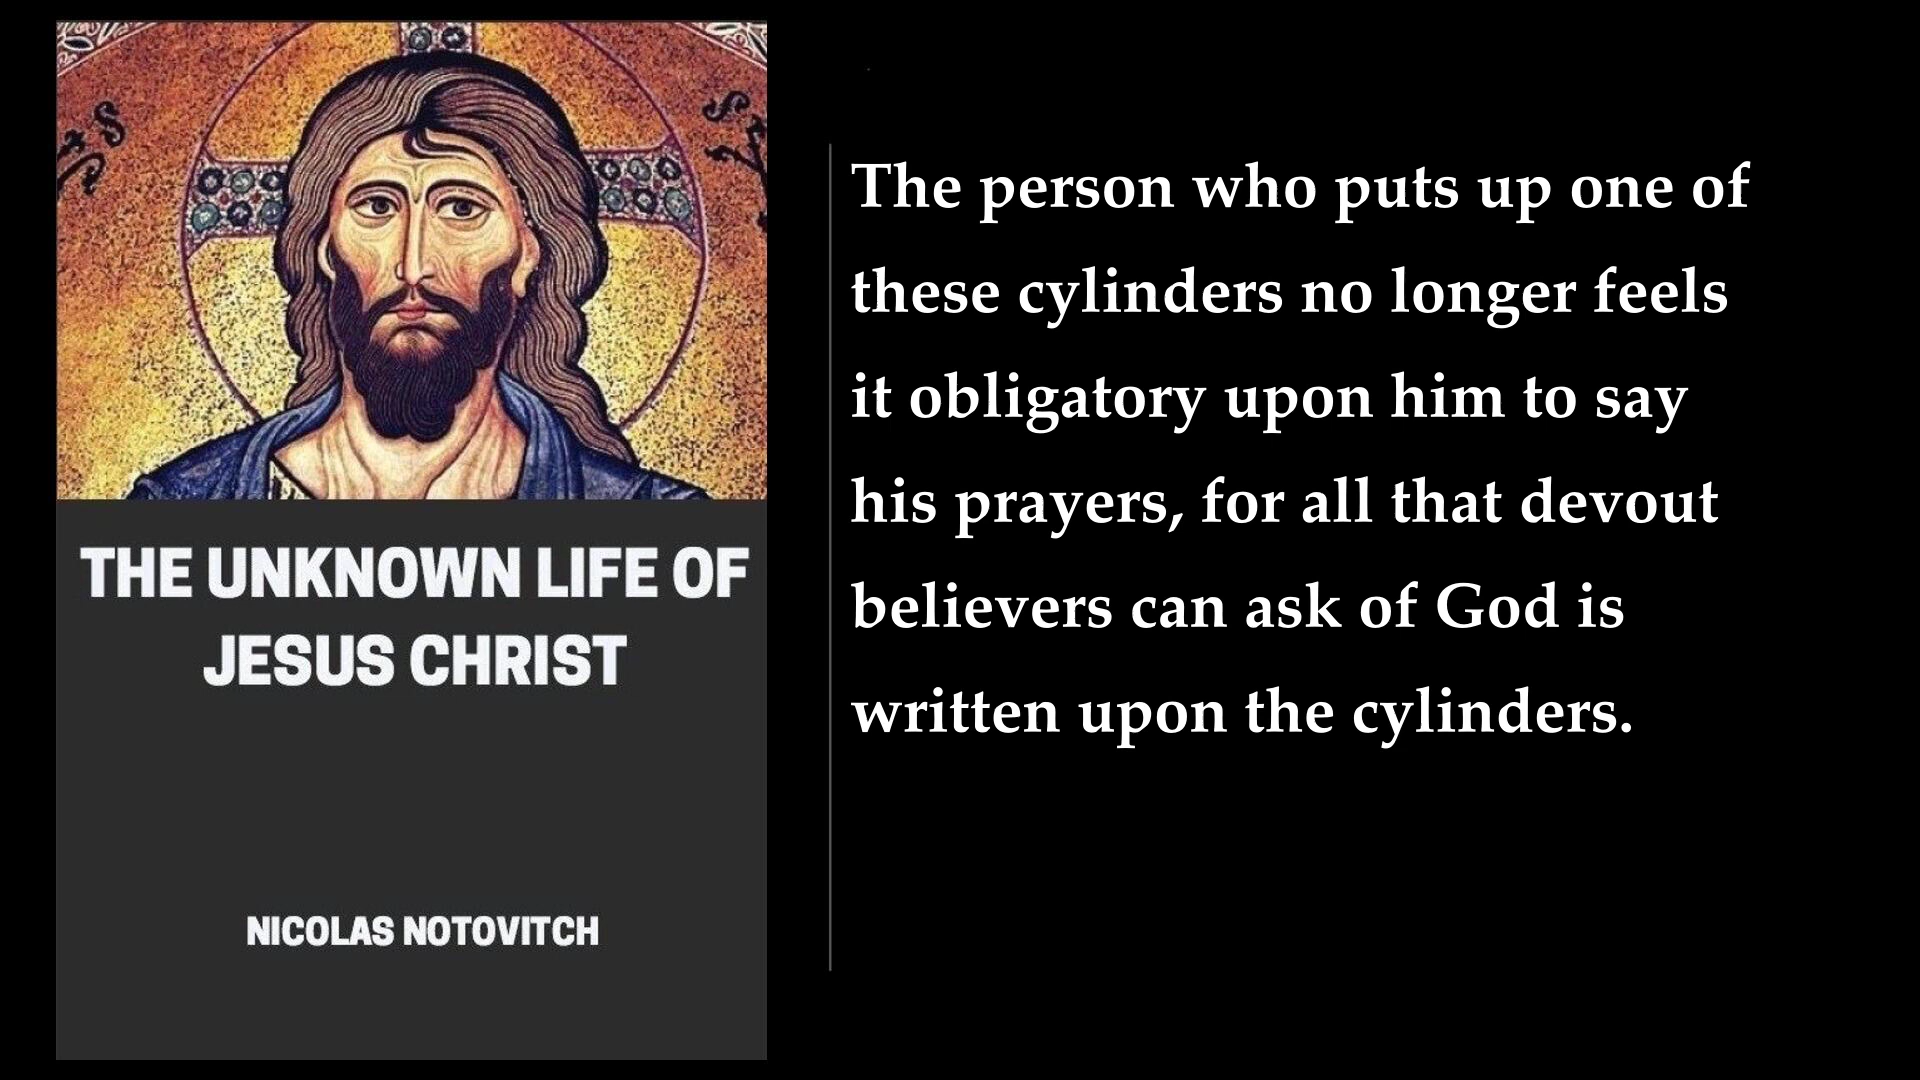 THE UNKNOWN LIFE OF
JESUS CHRIST
NICOLAS NOTOVITCH
The person who puts up one of
these cylinders no longer feels
it obligatory upon him to say
his prayers, for all that devout
believers can ask of God is
written upon the cylinders.